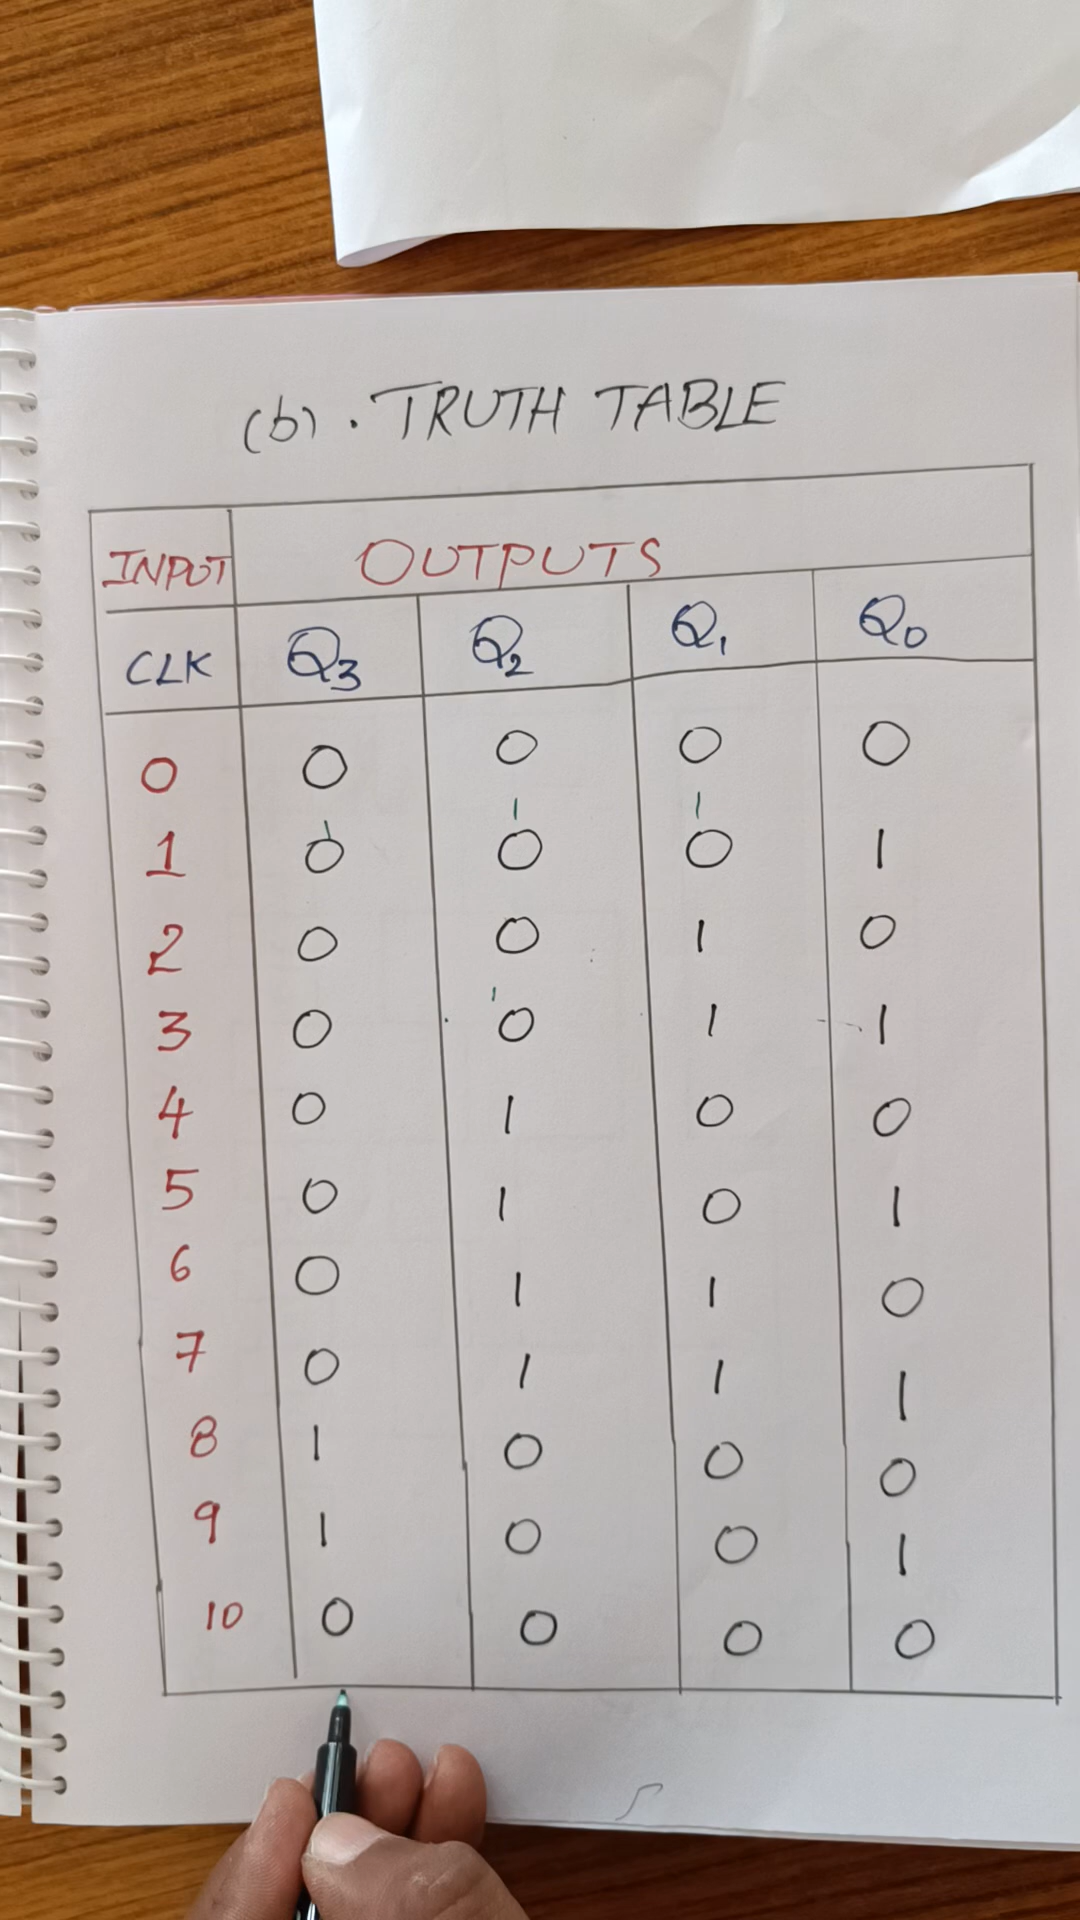 (b). TRUTH TABLE
INPUT OUTPUTS
CLK Q3 Q2 Q1 Q0
0 0 0 0 0
1 0 0 0 1
2 0 0 1 0
3 0 0 1 1
4 0 1 0 0
5 0 1 0 1
6 0 1 1 0
7 0 1 1 1
8 1 0 0 0
9 1 0 0 1
10 0 0 0 0